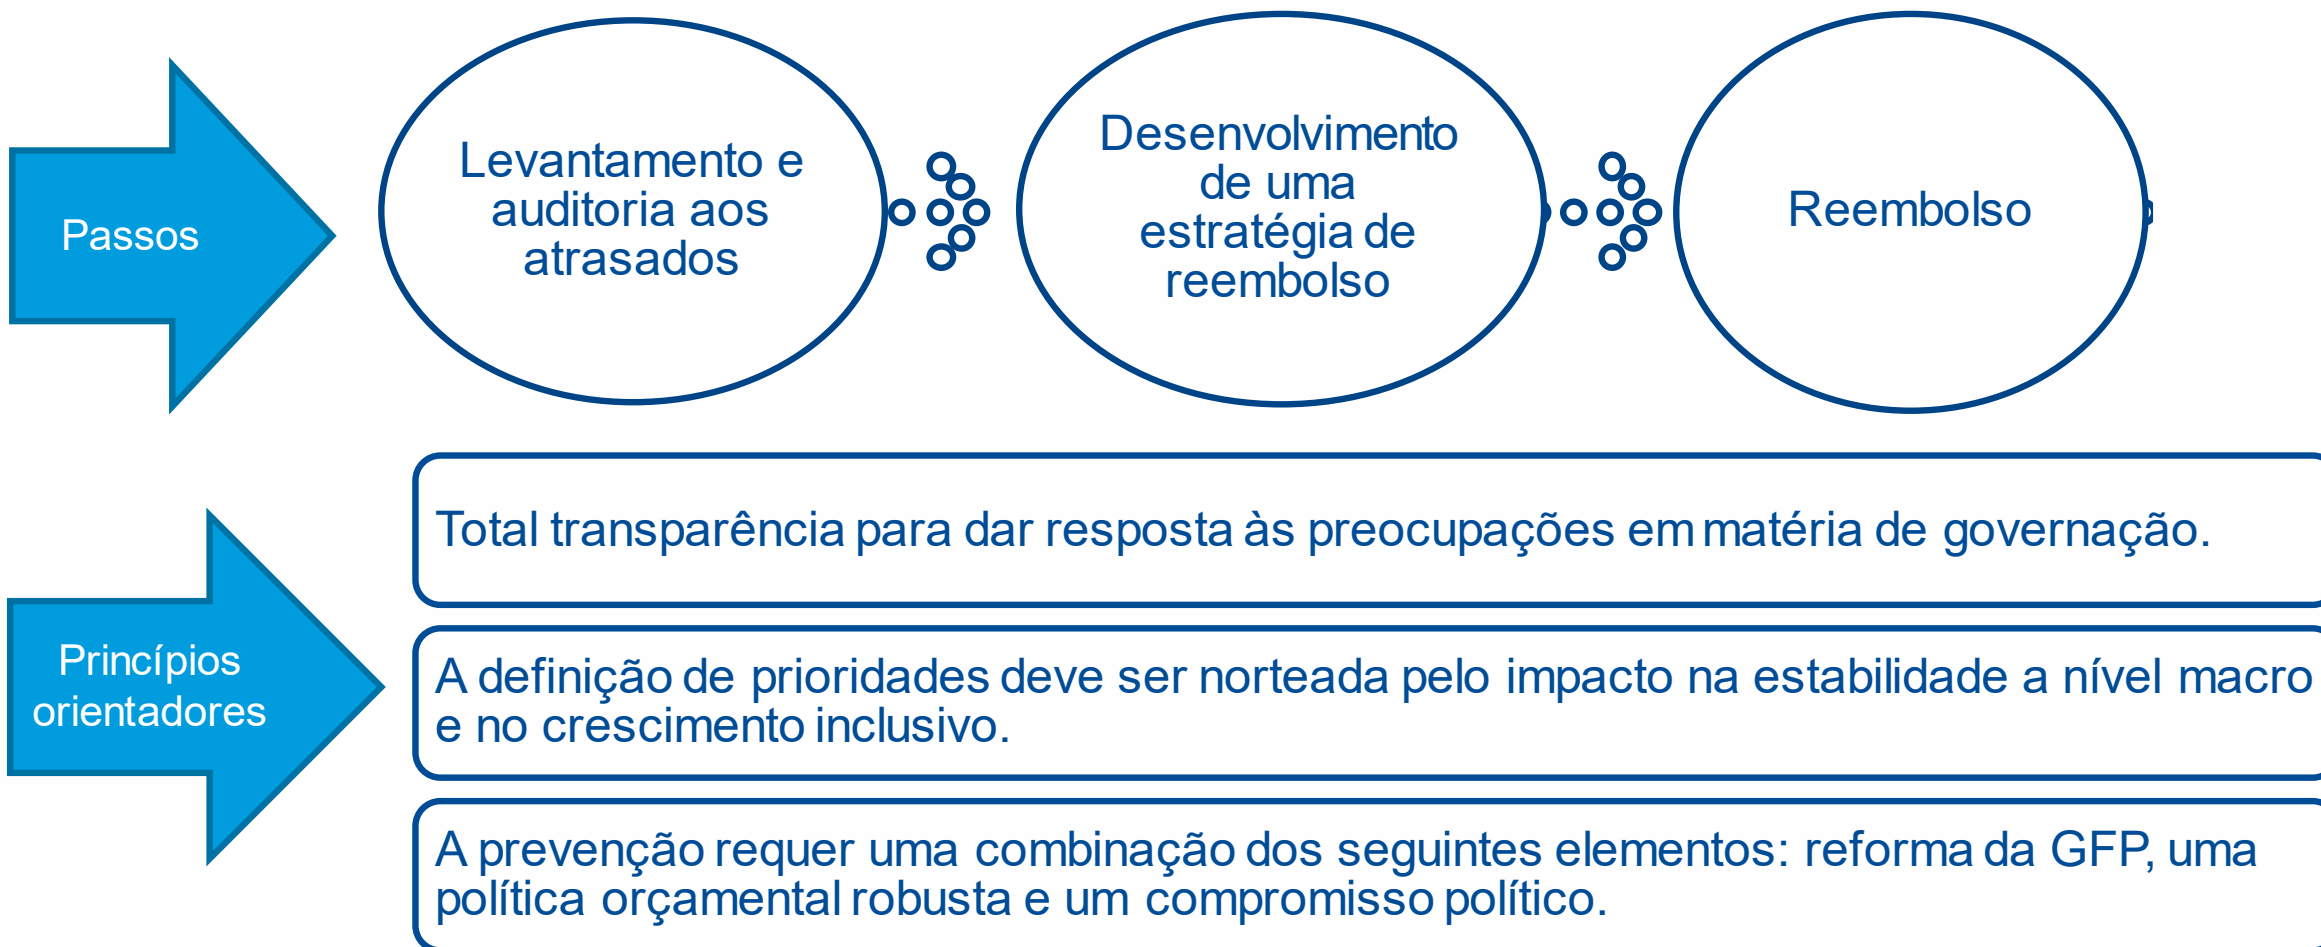 Passos
Levantamento e
auditoria aos
atrasados
Desenvolvimento
de uma
estratégia de
reembolso
Reembolso
Princípios
orientadores
Total transparência para dar resposta às preocupações em matéria de governação.
A definição de prioridades deve ser norteada pelo impacto na estabilidade a nível macro
e no crescimento inclusivo.
A prevenção requer uma combinação dos seguintes elementos: reforma da GFP, uma
política orçamental robusta e um compromisso político.